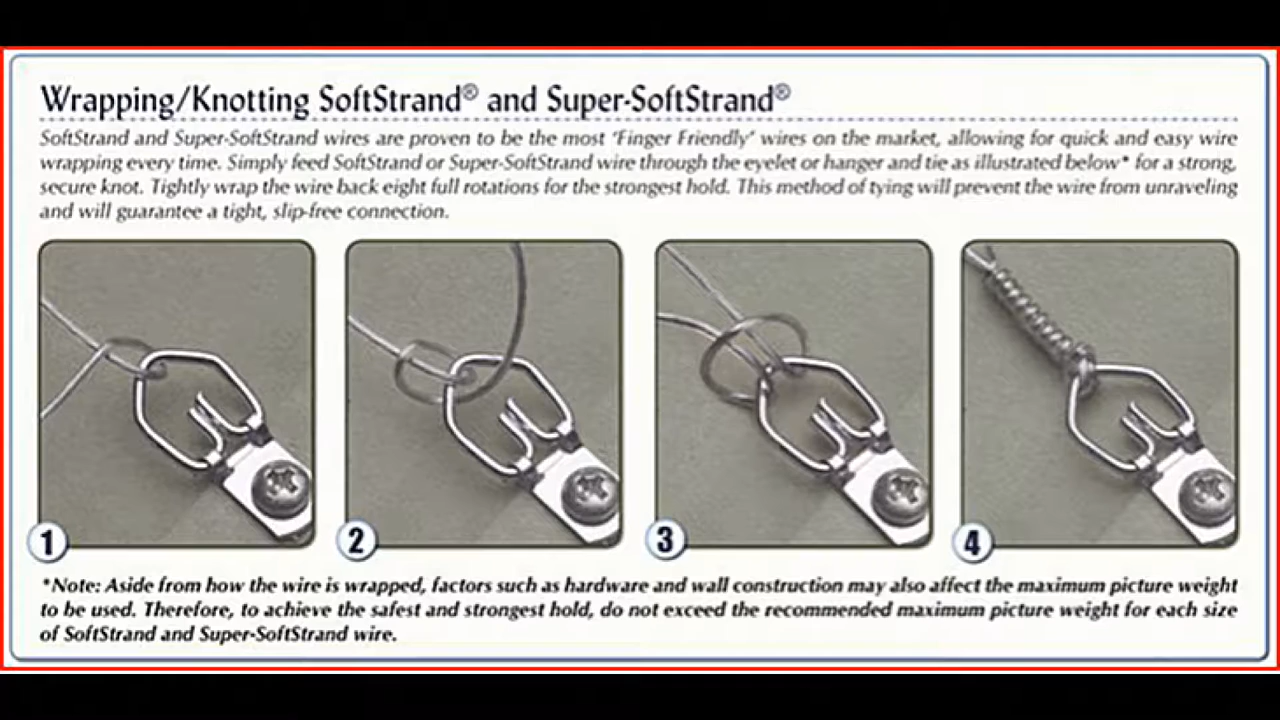 Wrapping/Knotting SoftStrand® and Super-SoftStrand®
SoftStrand and Super-SoftStrand wires are proven to be the most 'Finger Friendly' wires on the market, allowing for quick and easy wire
wrapping every time. Simply feed SoftStrand or Super-SoftStrand wire through the eyelet or hanger and tie as illustrated below* for a strong,
secure knot. Tightly wrap the wire back eight full rotations for the strongest hold. This method of tying will prevent the wire from unraveling
and will guarantee a tight, slip-free connection.
1
2
3
4
*Note: Aside from how the wire is wrapped, factors such as hardware and wall construction may also affect the maximum picture weight
to be used. Therefore, to achieve the safest and strongest hold, do not exceed the recommended maximum picture weight for each size
of SoftStrand and Super-SoftStrand wire.